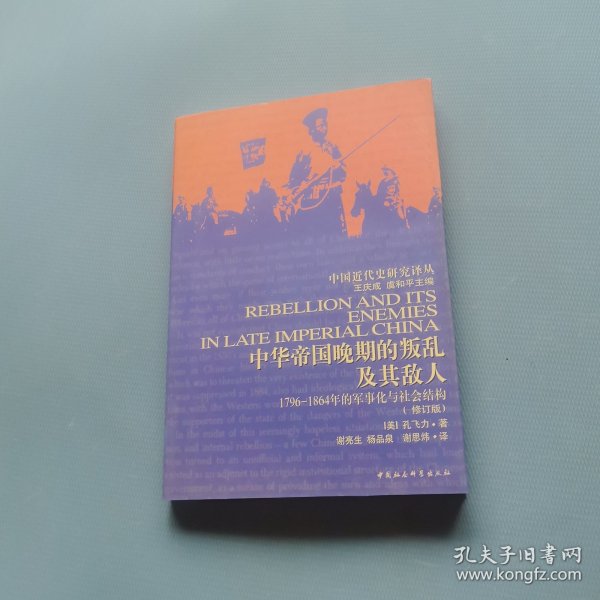 中国近代史研究译丛
王庆成 虞和平主编
REBELLION AND ITS
ENEMIES
IN LATE IMPERIAL CHINA
中华帝国晚期的叛乱
及其敌人
1796-1864年的军事化与社会结构
(修订版)
[美] 孔飞力·著
谢亮生 杨品泉 谢思炜·译
中国社会科学出版社
孔夫子旧书网
www.kongfz.com